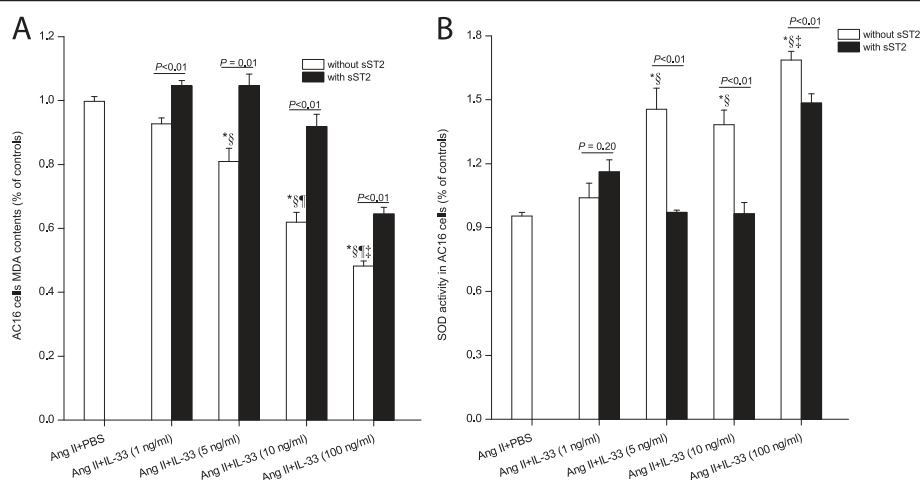 A
1.2
1.0
0.8
0.6
0.4
0.2
0.0
AC16 cells MDA contents (% of controls)
without sST2
with sST2
P<0.01
P = 0.01
P<0.01
P<0.01
*§
*§¶
*§¶‡
Ang II+PBS
Ang II+IL-33 (1 ng/ml)
Ang II+IL-33 (5 ng/ml)
Ang II+IL-33 (10 ng/ml)
Ang II+IL-33 (100 ng/ml)
B
1.8
1.5
1.2
0.9
0.6
0.3
0.0
SOD activity in AC16 cells (% of controls)
without sST2
with sST2
P = 0.20
P<0.01
P<0.01
P<0.01
*§
*§
*§‡
Ang II+PBS
Ang II+IL-33 (1 ng/ml)
Ang II+IL-33 (5 ng/ml)
Ang II+IL-33 (10 ng/ml)
Ang II+IL-33 (100 ng/ml)